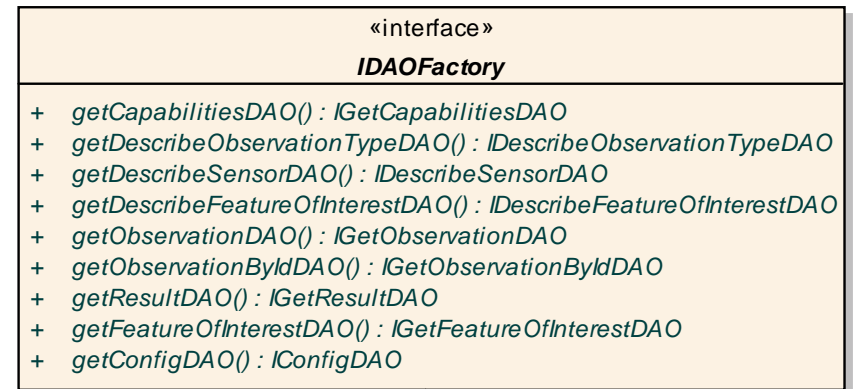 «interface»
IDAOFactory
+ getCapabilitiesDAO() : IGetCapabilitiesDAO
+ getDescribeObservationTypeDAO() : IDescribeObservationTypeDAO
+ getDescribeSensorDAO() : IDescribeSensorDAO
+ getDescribeFeatureOfInterestDAO() : IDescribeFeatureOfInterestDAO
+ getObservationDAO() : IGetObservationDAO
+ getObservationByIdDAO() : IGetObservationByIdDAO
+ getResultDAO() : IGetResultDAO
+ getFeatureOfInterestDAO() : IGetFeatureOfInterestDAO
+ getConfigDAO() : IConfigDAO